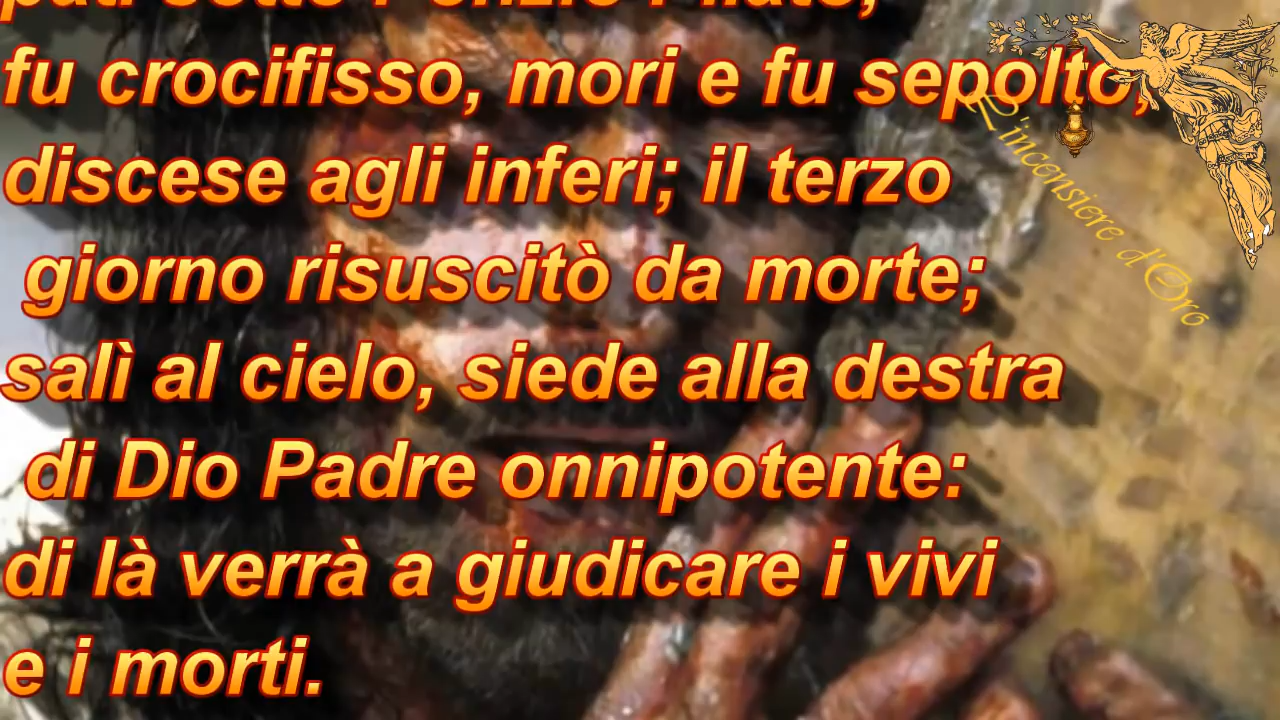 fu crocifisso, mori e fu sepolto,
discese agli inferi; il terzo
giorno risuscitò da morte;
salì al cielo, siede alla destra
di Dio Padre onnipotente:
di là verrà a giudicare i vivi
e i morti.
L'incensiere d'Oro